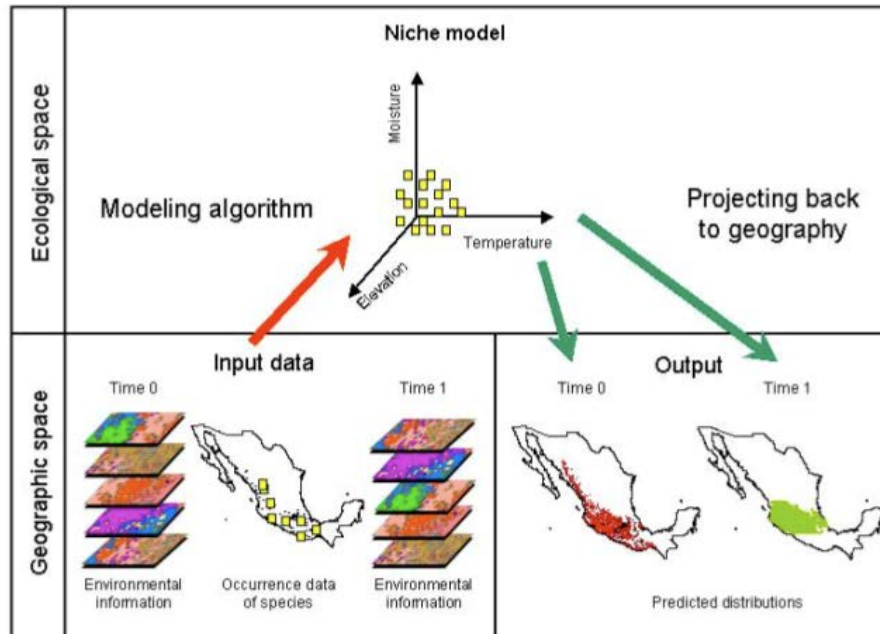 Niche model
Ecological space
Moisture
Modeling algorithm
Projecting back
to geography
Temperature
Elevation
Geographic space
Input data
Time 0
Time 1
Environmental
information
Occurrence data
of species
Environmental
information
Output
Time 0
Time 1
Predicted distributions